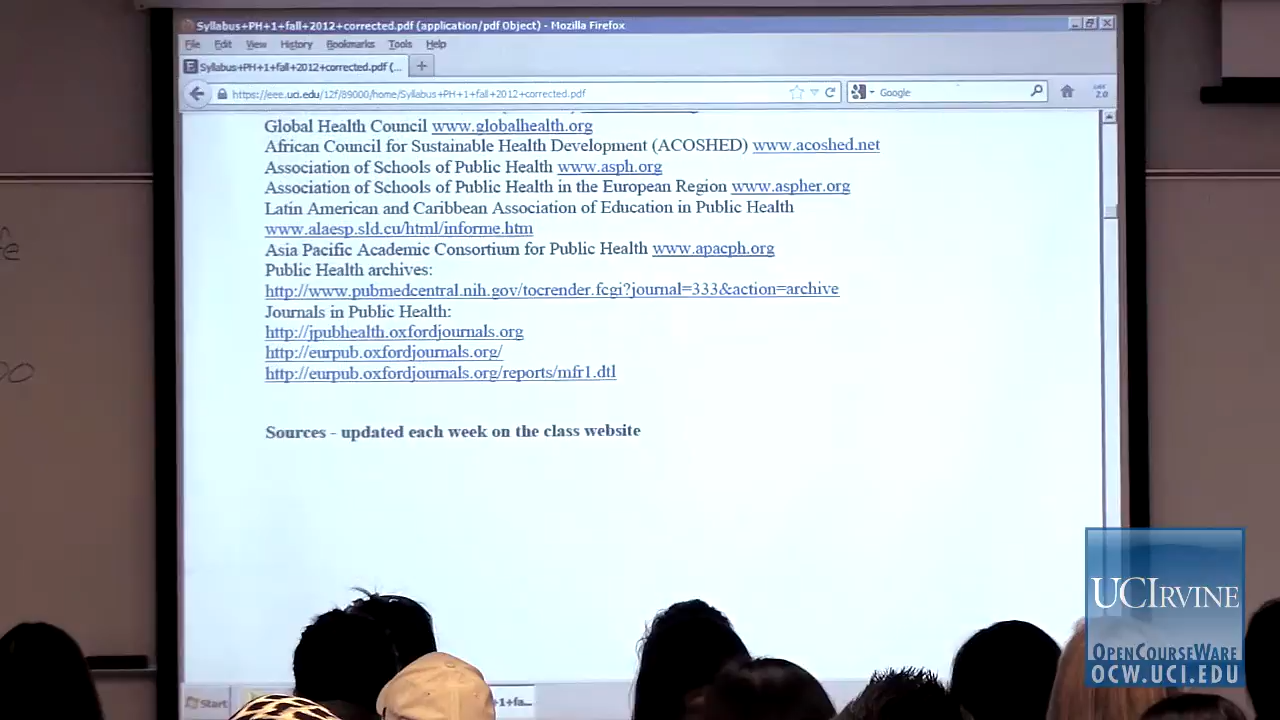 Syllabus+PH+1+fall+2012+corrected.pdf (application/pdf Object) - Mozilla Firefox
File Edit View History Bookmarks Tools Help
Syllabus+PH+1+fall+2012+corrected.pdf (...
https://eee.uci.edu/12f/89000/home/Syllabus+PH+1+fall+2012+corrected.pdf
Google
Global Health Council www.globalhealth.org
African Council for Sustainable Health Development (ACOSHED) www.acoshed.net
Association of Schools of Public Health www.asph.org
Association of Schools of Public Health in the European Region www.aspher.org
Latin American and Caribbean Association of Education in Public Health
www.alaesp.sld.cu/html/informe.htm
Asia Pacific Academic Consortium for Public Health www.apacph.org
Public Health archives:
http://www.pubmedcentral.nih.gov/tocrender.fcgi?journal=333&action=archive
Journals in Public Health:
http://jpubhealth.oxfordjournals.org
http://eurpub.oxfordjournals.org/
http://eurpub.oxfordjournals.org/reports/mfr1.dtl
Sources - updated each week on the class website
Start
UCIRVINE
OPENCOURSEWARE
OCW.UCI.EDU